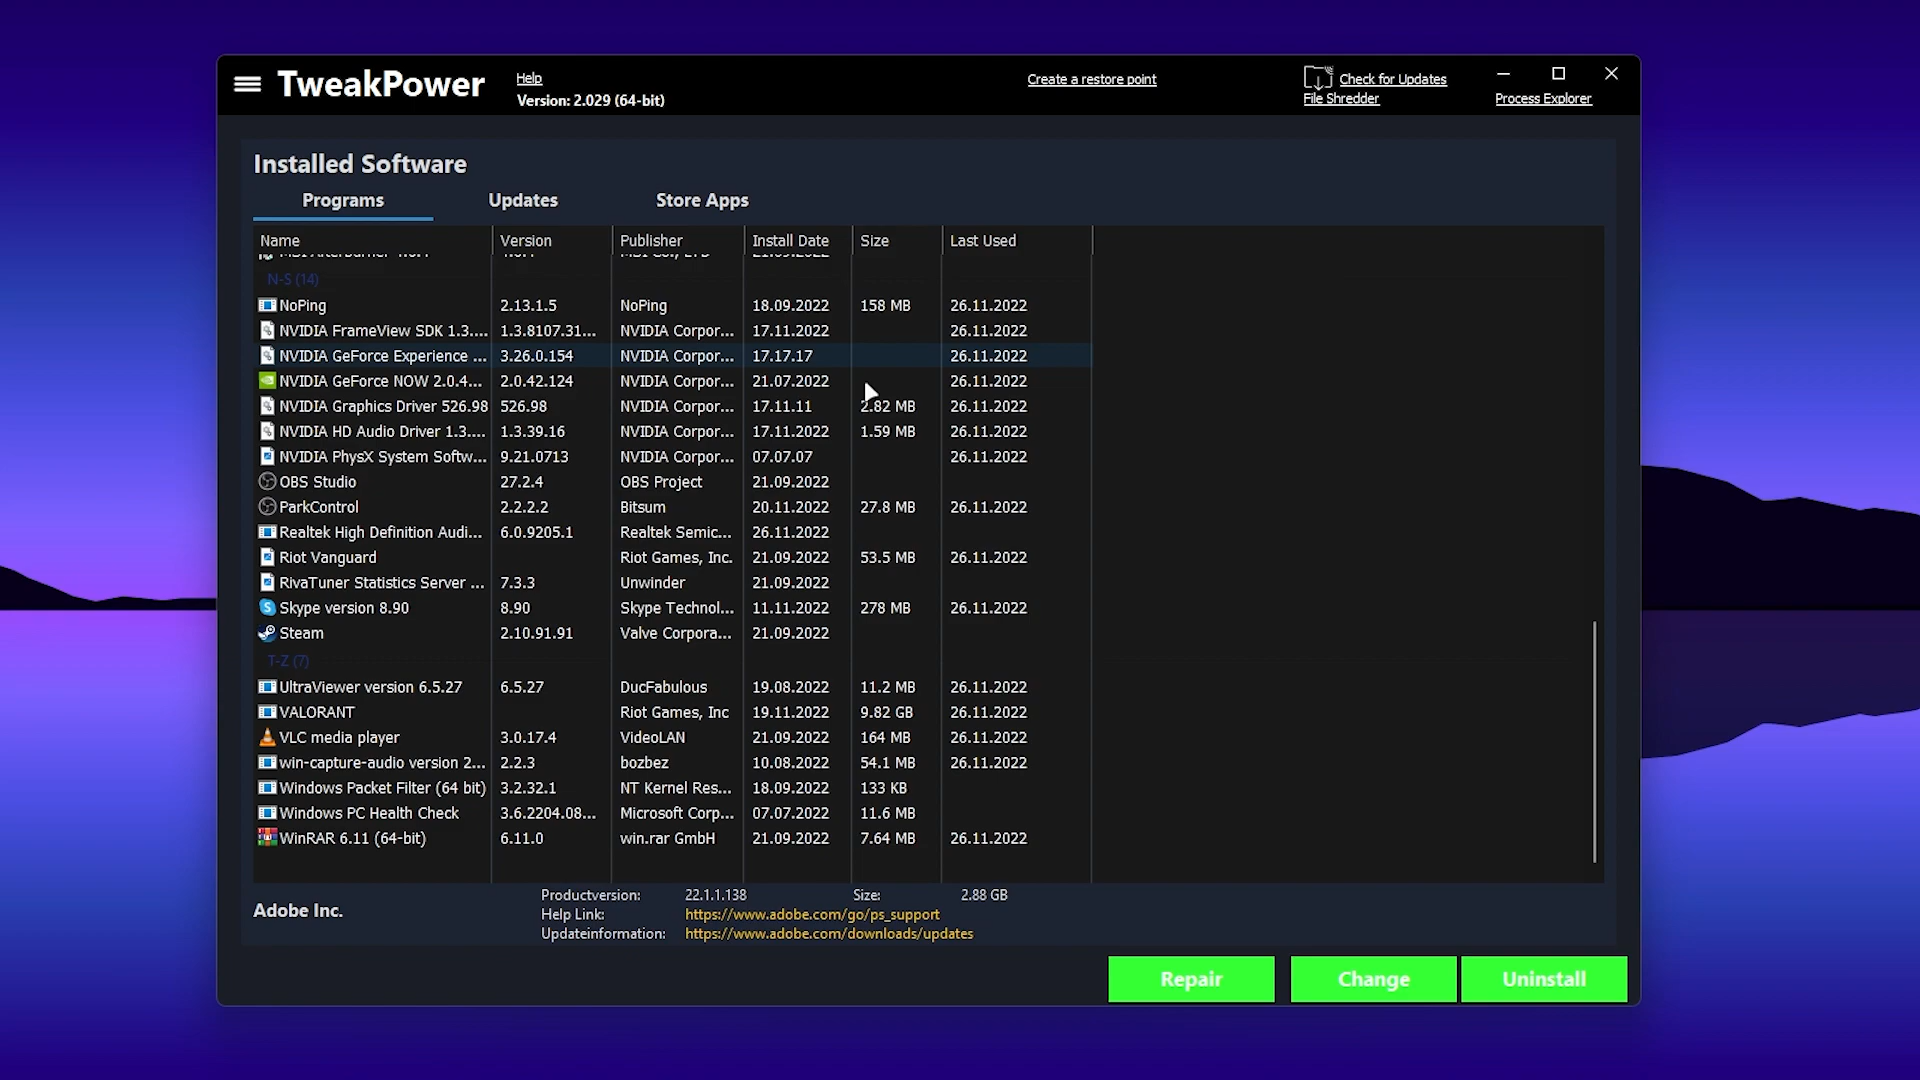 TweakPower
Help
Version: 2.029 (64-bit)
Create a restore point
Check for Updates
File Shredder
Process Explorer
Installed Software
Programs Updates Store Apps
Name Version Publisher Install Date Size Last Used
N-S (14)
NoPing 2.13.1.5 NoPing 18.09.2022 158 MB 26.11.2022
NVIDIA FrameView SDK 1.3.... 1.3.8107.31... NVIDIA Corpor... 17.11.2022 26.11.2022
NVIDIA GeForce Experience ... 3.26.0.154 NVIDIA Corpor... 17.17.17 26.11.2022
NVIDIA GeForce NOW 2.0.4... 2.0.42.124 NVIDIA Corpor... 21.07.2022 26.11.2022
NVIDIA Graphics Driver 526.98 526.98 NVIDIA Corpor... 17.11.11 2.82 MB 26.11.2022
NVIDIA HD Audio Driver 1.3.... 1.3.39.16 NVIDIA Corpor... 17.11.2022 1.59 MB 26.11.2022
NVIDIA PhysX System Softw... 9.21.0713 NVIDIA Corpor... 07.07.07 26.11.2022
OBS Studio 27.2.4 OBS Project 21.09.2022
ParkControl 2.2.2.2 Bitsum 20.11.2022 27.8 MB 26.11.2022
Realtek High Definition Audi... 6.0.9205.1 Realtek Semic... 26.11.2022
Riot Vanguard Riot Games, Inc. 21.09.2022 53.5 MB 26.11.2022
RivaTuner Statistics Server ... 7.3.3 Unwinder 21.09.2022
Skype version 8.90 8.90 Skype Technol... 11.11.2022 278 MB 26.11.2022
Steam 2.10.91.91 Valve Corpora... 21.09.2022
T-Z (7)
UltraViewer version 6.5.27 6.5.27 DucFabulous 19.08.2022 11.2 MB 26.11.2022
VALORANT Riot Games, Inc 19.11.2022 9.82 GB 26.11.2022
VLC media player 3.0.17.4 VideoLAN 21.09.2022 164 MB 26.11.2022
win-capture-audio version 2... 2.2.3 bozbez 10.08.2022 54.1 MB 26.11.2022
Windows Packet Filter (64 bit) 3.2.32.1 NT Kernel Res... 18.09.2022 133 KB
Windows PC Health Check 3.6.2204.08... Microsoft Corp... 07.07.2022 11.6 MB
WinRAR 6.11 (64-bit) 6.11.0 win.rar GmbH 21.09.2022 7.64 MB 26.11.2022
Adobe Inc.
Productversion: 22.1.1.138 Size: 2.88 GB
Help Link: https://www.adobe.com/go/ps_support
Updateinformation: https://www.adobe.com/downloads/updates
Repair Change Uninstall